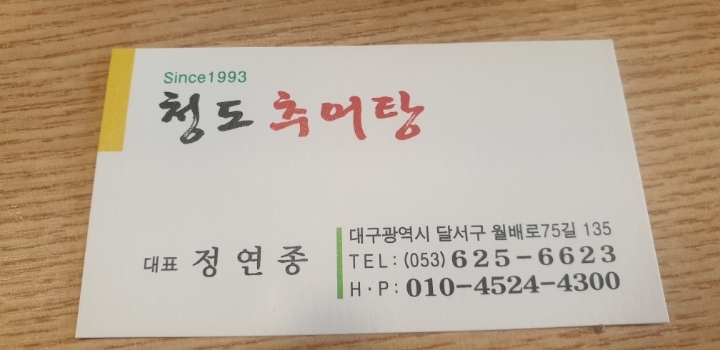 Since1993
청도 추어탕
대표 정연종
대구광역시 달서구 월배로75길 135
TEL: (053) 625-6623
H·P: 010-4524-4300